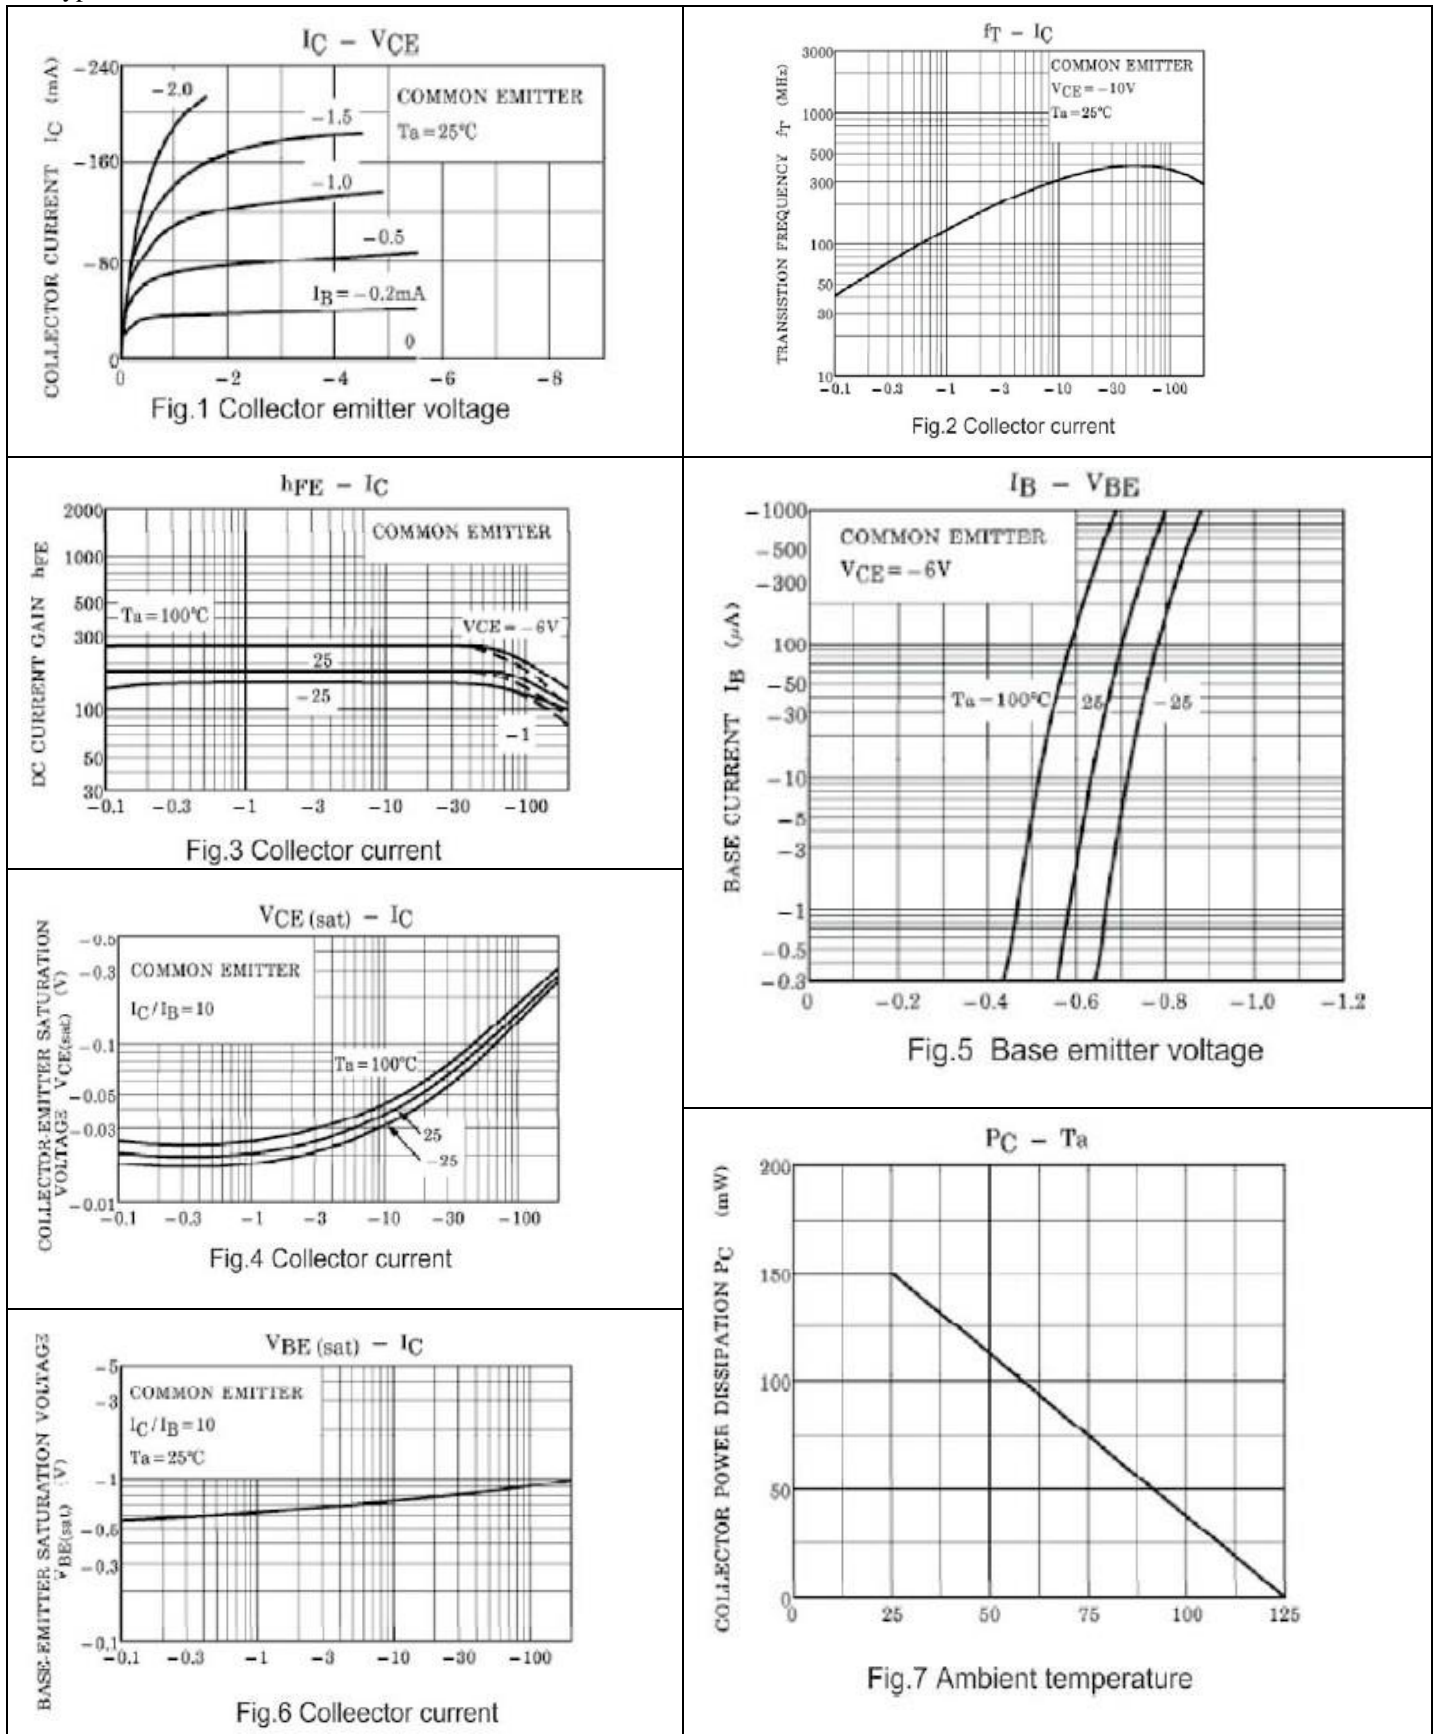 IC – VCE
COLLECTOR CURRENT IC (mA)
-240
-160
-80
0
-2.0
COMMON EMITTER
-1.5
Ta=25℃
-1.0
-0.5
IB=-0.2mA
0
0 -2 -4 -6 -8
Fig.1 Collector emitter voltage
fT – IC
TRANSISTION FREQUENCY fT (MHz)
3000
1000
500
300
100
50
30
10
COMMON EMITTER
VCE=-10V
Ta=25℃
-0.1 -0.3 -1 -3 -10 -30 -100
Fig.2 Collector current
hFE – IC
DC CURRENT GAIN hFE
2000
1000
500
300
100
50
30
COMMON EMITTER
Ta=100℃
VCE=-6V
25
-25
-1
-0.1 -0.3 -1 -3 -10 -30 -100
Fig.3 Collector current
IB – VBE
BASE CURRENT IB (μA)
-1000
-500
-300
100
-50
-30
-10
-5
-3
-1
-0.5
-0.3
COMMON EMITTER
VCE=-6V
Ta-100℃ 25 -25
0 -0.2 -0.4 -0.6 -0.8 -1.0 -1.2
Fig.5 Base emitter voltage
VCE(sat) – IC
COLLECTOR-EMITTER SATURATION
VOLTAGE VCE(sat) (V)
-0.5
-0.3
-0.1
-0.05
-0.03
-0.01
COMMON EMITTER
IC/IB=10
Ta=100℃
25
-25
-0.1 -0.3 -1 -3 -10 -30 -100
Fig.4 Collector current
PC – Ta
COLLECTOR POWER DISSIPATION PC (mW)
200
150
100
50
0
0 25 50 75 100 125
Fig.7 Ambient temperature
VBE(sat) – IC
BASE-EMITTER SATURATION VOLTAGE
VBE(sat) (V)
-5
-3
-1
-0.3
-0.1
COMMON EMITTER
IC/IB=10
Ta=25℃
-0.1 -0.3 -1 -3 -10 -30 -100
Fig.6 Colleector current